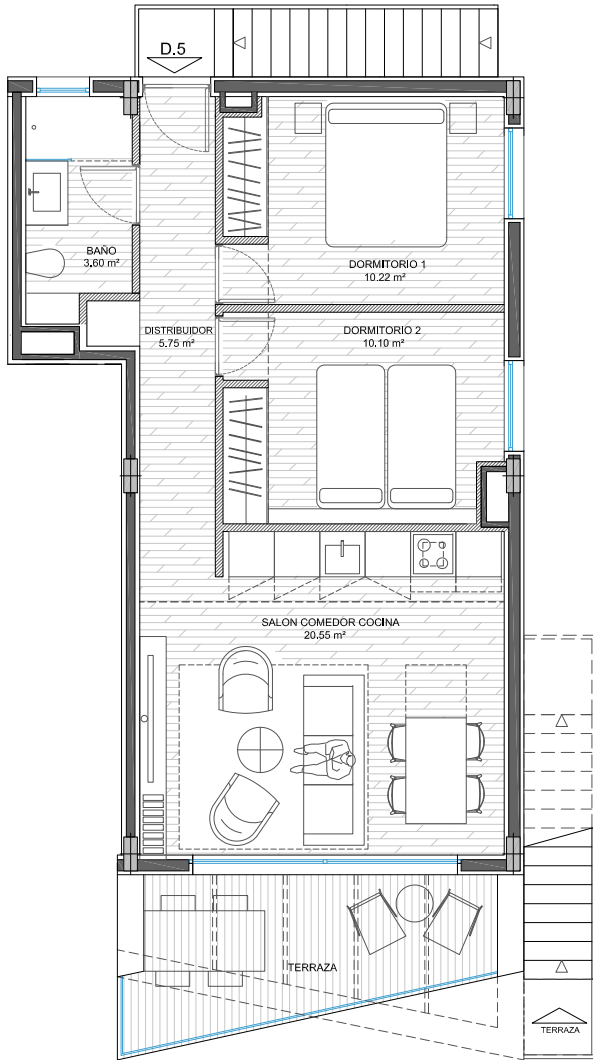 D.5
BAÑO
3.60 m²
DORMITORIO 1
10.22 m²
DISTRIBUIDOR
5.75 m²
DORMITORIO 2
10.10 m²
SALON COMEDOR COCINA
20.55 m²
TERRAZA
TERRAZA